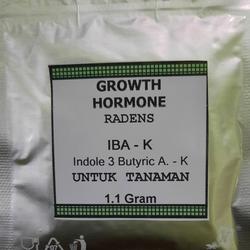 GROWTH
HORMONE
RADENS
IBA - K
Indole 3 Butyric A. - K
UNTUK TANAMAN
1.1 Gram